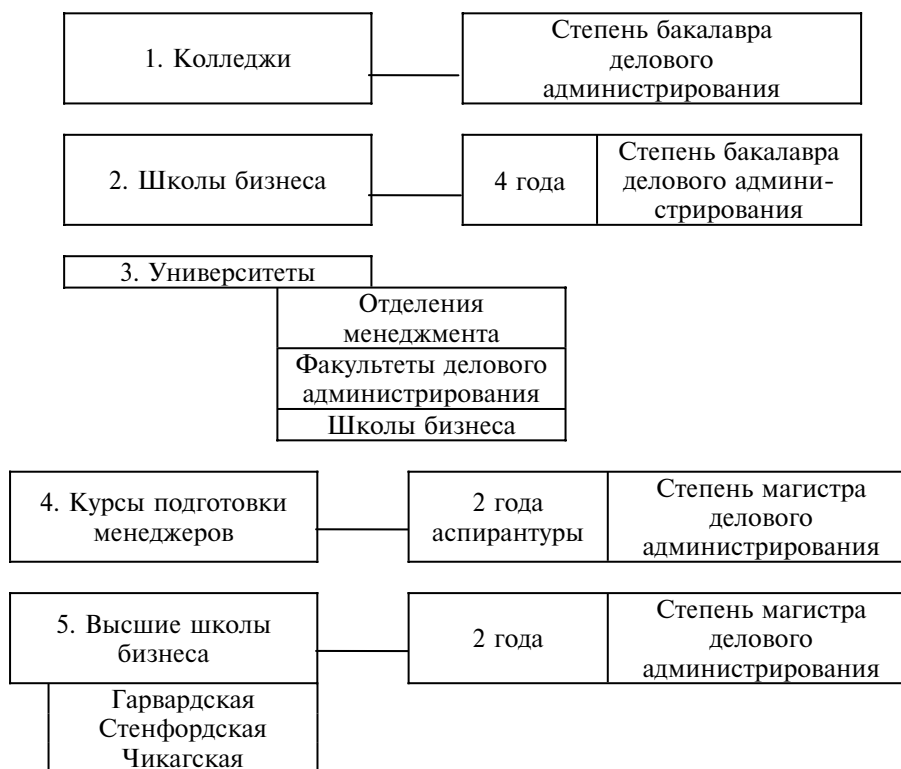 1. Колледжи
Степень бакалавра
делового
администрирования
2. Школы бизнеса
4 года
Степень бакалавра
делового админи-
стрирования
3. Университеты
Отделения
менеджмента
Факультеты делового
администрирования
Школы бизнеса
4. Курсы подготовки
менеджеров
2 года
аспирантуры
Степень магистра
делового
администрирования
5. Высшие школы
бизнеса
2 года
Степень магистра
делового
администрирования
Гарвардская
Стенфордская
Чикагская